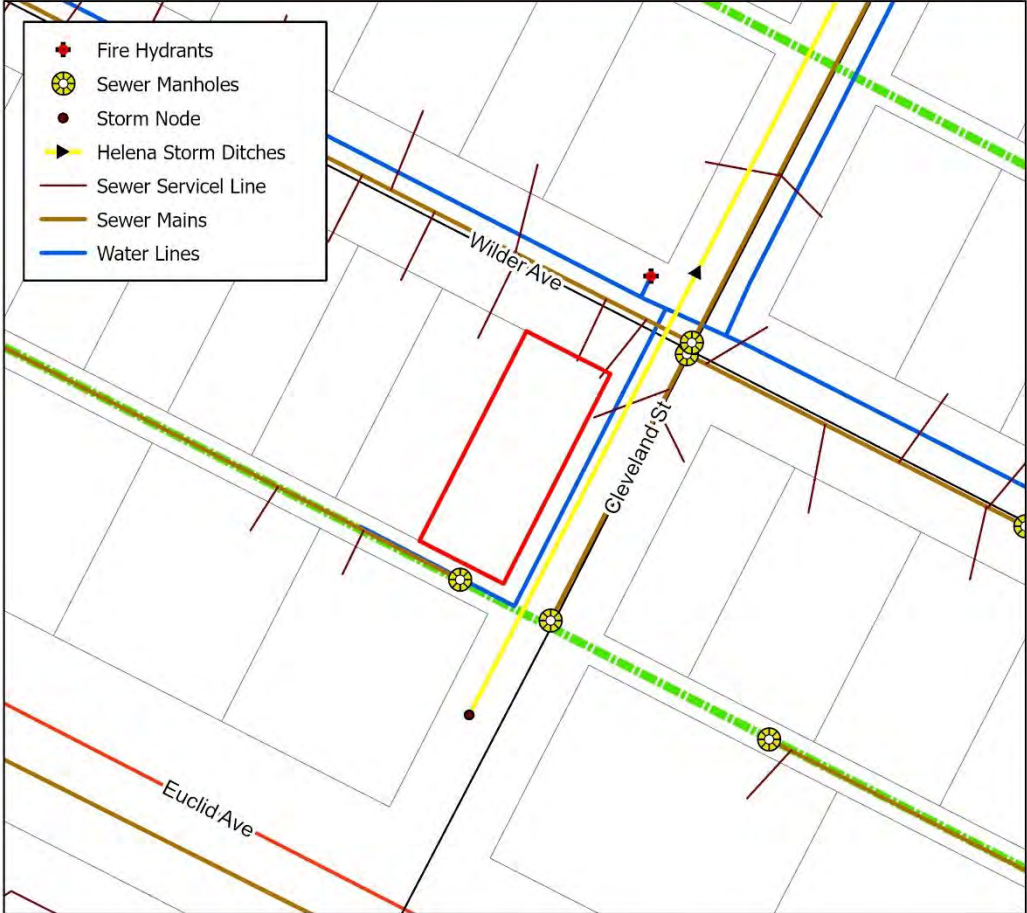 Fire Hydrants
Sewer Manholes
Storm Node
Helena Storm Ditches
Sewer Servicel Line
Sewer Mains
Water Lines
Wilder Ave
Cleveland St
Euclid Ave